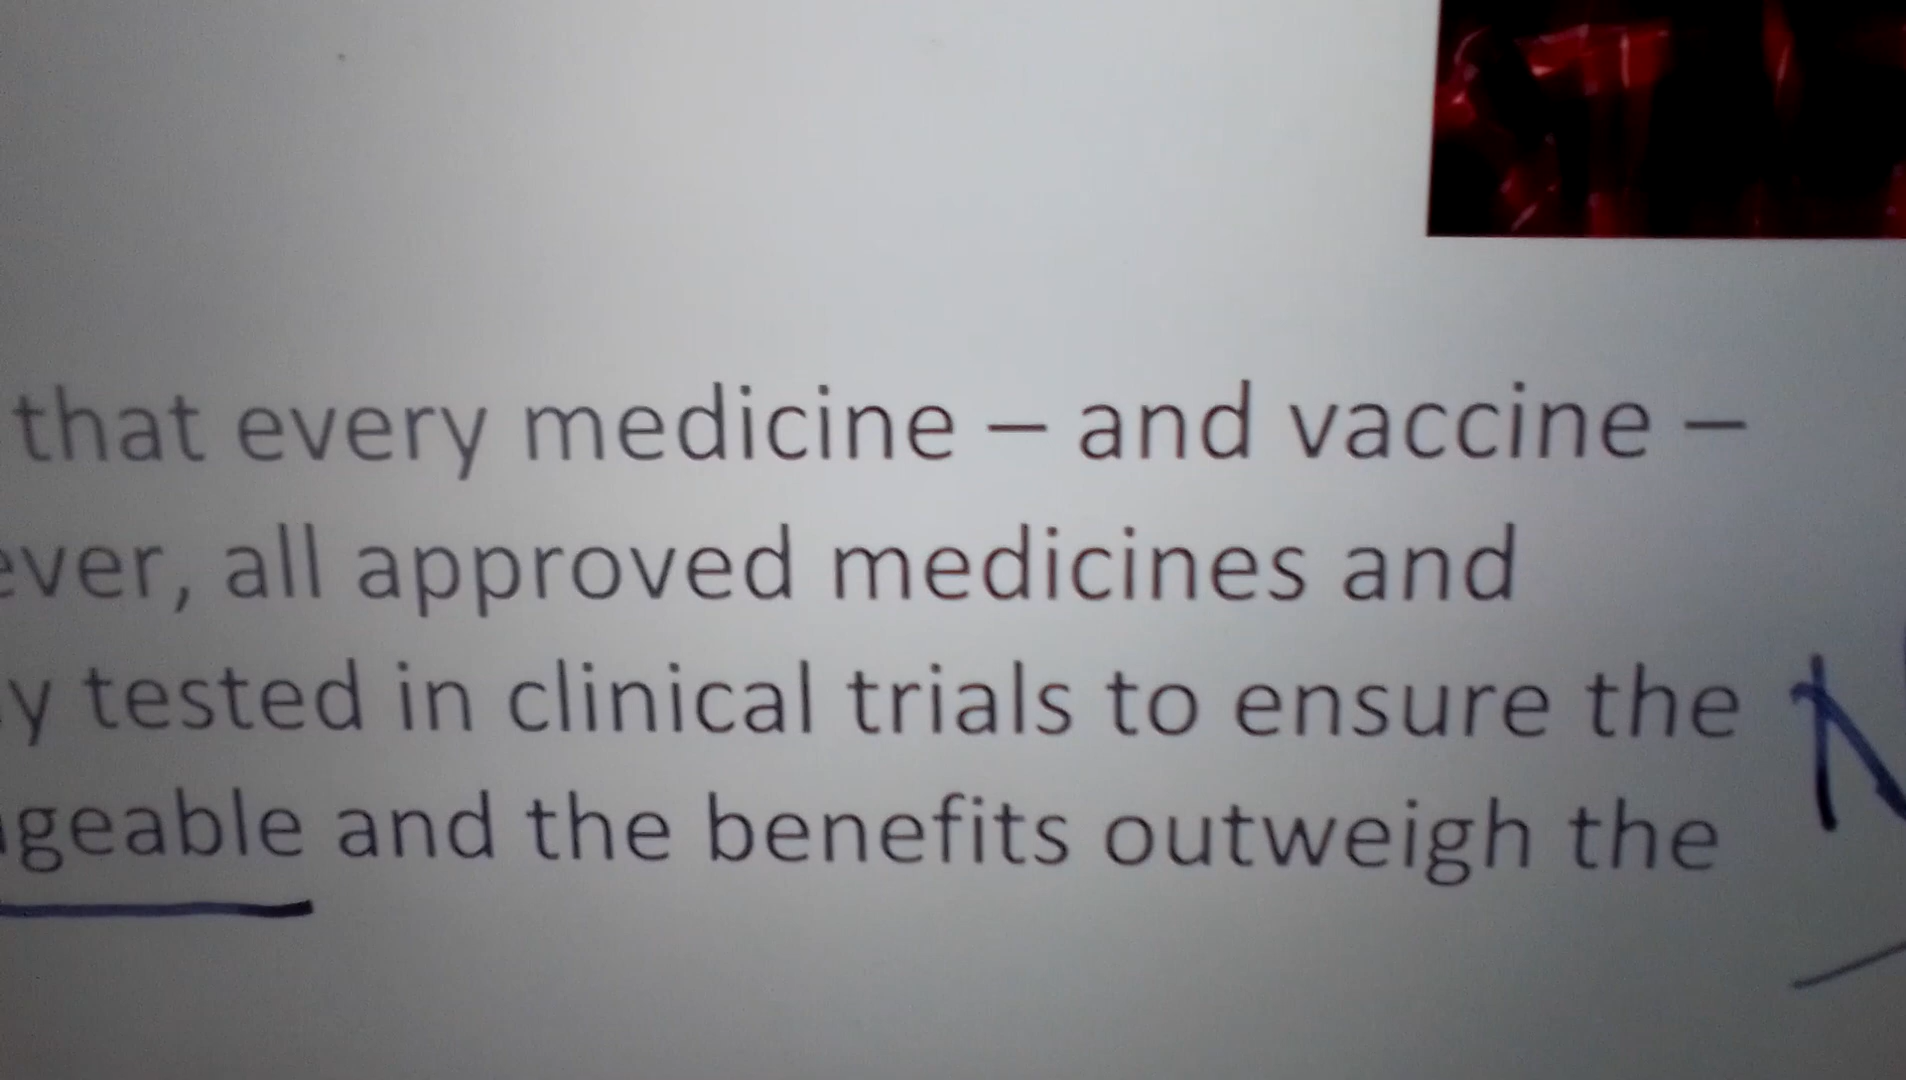 that every medicine – and vaccine –
ever, all approved medicines and
y tested in clinical trials to ensure the
geable and the benefits outweigh the